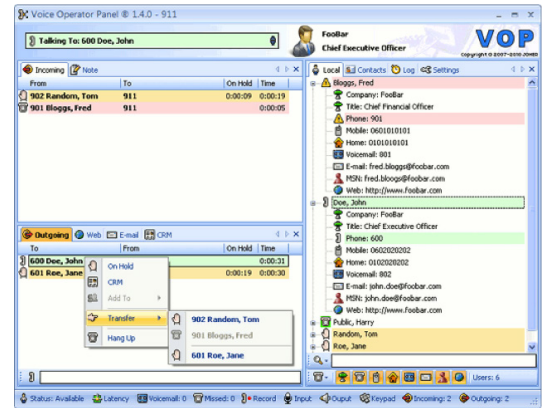 Voice Operator Panel ® 1.4.0 - 911
Talking To: 600 Doe, John
FooBar
Chief Executive Officer
VOP
Incoming Note
From To On Hold Time
902 Random, Tom 911 0:00:09 0:00:19
901 Bloggs, Fred 911 0:00:05
Outgoing Web E-mail CRM
To From On Hold Time
600 Doe, John 0:00:31
601 Roe, Jane 0:00:19 0:00:30
On Hold
CRM
Add To
Transfer
Hang Up
902 Random, Tom
901 Bloggs, Fred
601 Roe, Jane
Local Contacts Log Settings
Bloggs, Fred
Company: FooBar
Title: Chief Financial Officer
Phone: 901
Mobile: 0601010101
Home: 0101010101
Voicemail: 801
E-mail: fred.bloggs@foobar.com
MSN: fred.bloggs@foobar.com
Web: http://www.foobar.com
Doe, John
Company: FooBar
Title: Chief Executive Officer
Phone: 600
Mobile: 0602020202
Home: 0102020202
Voicemail: 802
E-mail: john.doe@foobar.com
MSN: john.doe@foobar.com
Web: http://www.foobar.com
Public, Harry
Random, Tom
Roe, Jane
Users: 6
Status: Available Latency Voicemail: 0 Missed: 0 Record Input Ouput Keypad Incoming: 2 Outgoing: 2